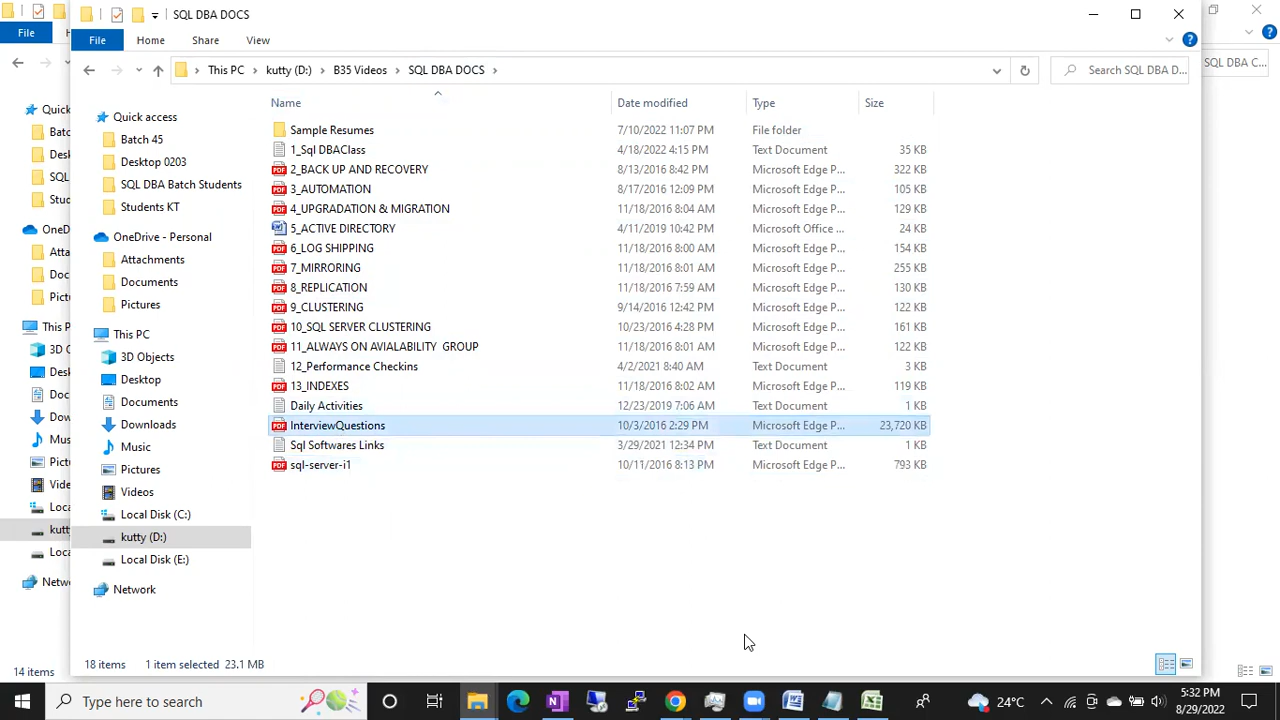 SQL DBA DOCS
File
File
Home
Share
View
This PC
kutty (D:)
B35 Videos
SQL DBA DOCS
Search SQL DBA D...
SQL DBA C...
Name
Date modified
Type
Size
Quick access
Batch 45
Desktop 0203
SQL DBA Batch Students
Students KT
OneDrive - Personal
Attachments
Documents
Pictures
This PC
3D Objects
Desktop
Documents
Downloads
Music
Pictures
Videos
Local Disk (C:)
kutty (D:)
Local Disk (E:)
Network
Sample Resumes 7/10/2022 11:07 PM File folder
1_Sql DBAClass 4/18/2022 4:15 PM Text Document 35 KB
2_BACK UP AND RECOVERY 8/13/2016 8:42 PM Microsoft Edge P... 322 KB
3_AUTOMATION 8/17/2016 12:09 PM Microsoft Edge P... 105 KB
4_UPGRADATION & MIGRATION 11/18/2016 8:04 AM Microsoft Edge P... 129 KB
5_ACTIVE DIRECTORY 4/11/2019 10:42 PM Microsoft Office ... 24 KB
6_LOG SHIPPING 11/18/2016 8:00 AM Microsoft Edge P... 154 KB
7_MIRRORING 11/18/2016 8:01 AM Microsoft Edge P... 255 KB
8_REPLICATION 11/18/2016 7:59 AM Microsoft Edge P... 130 KB
9_CLUSTERING 9/14/2016 12:42 PM Microsoft Edge P... 122 KB
10_SQL SERVER CLUSTERING 10/23/2016 4:28 PM Microsoft Edge P... 161 KB
11_ALWAYS ON AVIALABILITY GROUP 11/18/2016 8:01 AM Microsoft Edge P... 122 KB
12_Performance Checkins 4/2/2021 8:40 AM Text Document 3 KB
13_INDEXES 11/18/2016 8:02 AM Microsoft Edge P... 119 KB
Daily Activities 12/23/2019 7:06 AM Text Document 1 KB
InterviewQuestions 10/3/2016 2:29 PM Microsoft Edge P... 23,720 KB
Sql Softwares Links 3/29/2021 12:34 PM Text Document 1 KB
sql-server-i1 10/11/2016 8:13 PM Microsoft Edge P... 793 KB
18 items 1 item selected 23.1 MB
14 items
Type here to search
24°C
5:32 PM
8/29/2022